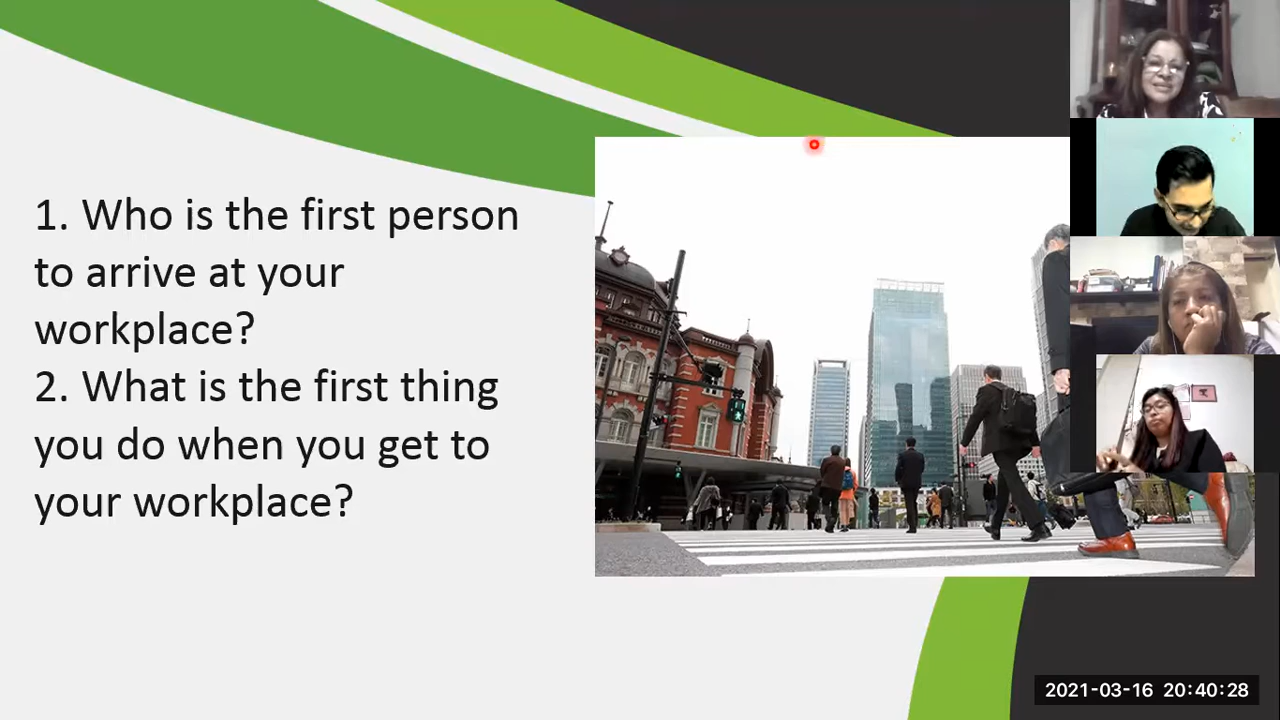 1. Who is the first person
to arrive at your
workplace?
2. What is the first thing
you do when you get to
your workplace?
2021-03-16 20:40:28